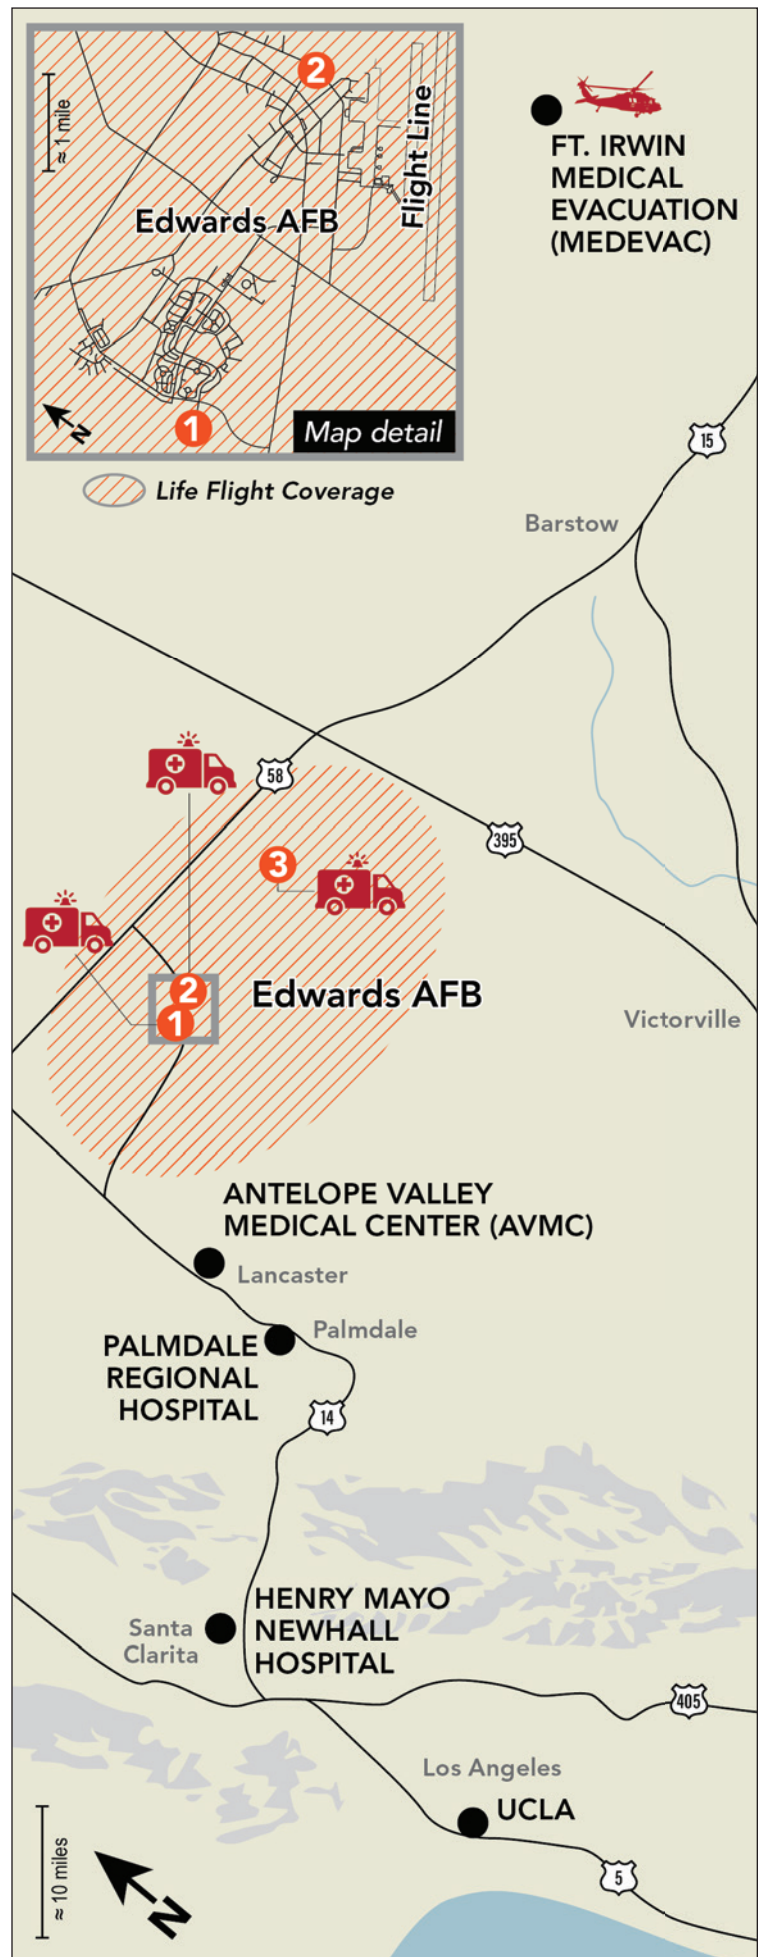 2
≈ 1 mile
Flight Line
Edwards AFB
1
N
Map detail
Life Flight Coverage
FT. IRWIN
MEDICAL
EVACUATION
(MEDEVAC)
15
Barstow
58
395
3
2
1
Edwards AFB
Victorville
ANTELOPE VALLEY
MEDICAL CENTER (AVMC)
Lancaster
Palmdale
PALMDALE
REGIONAL
HOSPITAL
14
HENRY MAYO
NEWHALL
HOSPITAL
Santa
Clarita
405
Los Angeles
UCLA
5
≈ 10 miles
N